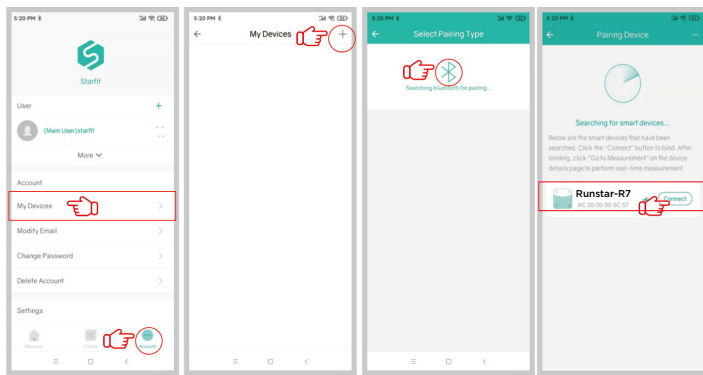 5:20 PM
Starfit
User
+
(Main User)starfit
More
Account
My Devices
Modify Email
Change Password
Delete Account
Settings
Measure
Charts
Account
5:20 PM
My Devices
+
5:20 PM
Select Pairing Type
Searching bluetooth for pairing...
5:20 PM
Pairing Device
...
Searching for smart devices...
Below are the smart devices that have been
searched. Click the "Connect" button to bind. After
binding, click "Go to Measurement" on the device
details page to perform real-time measurement.
Runstar-R7
AC:20:00:00:5C:57
Connect